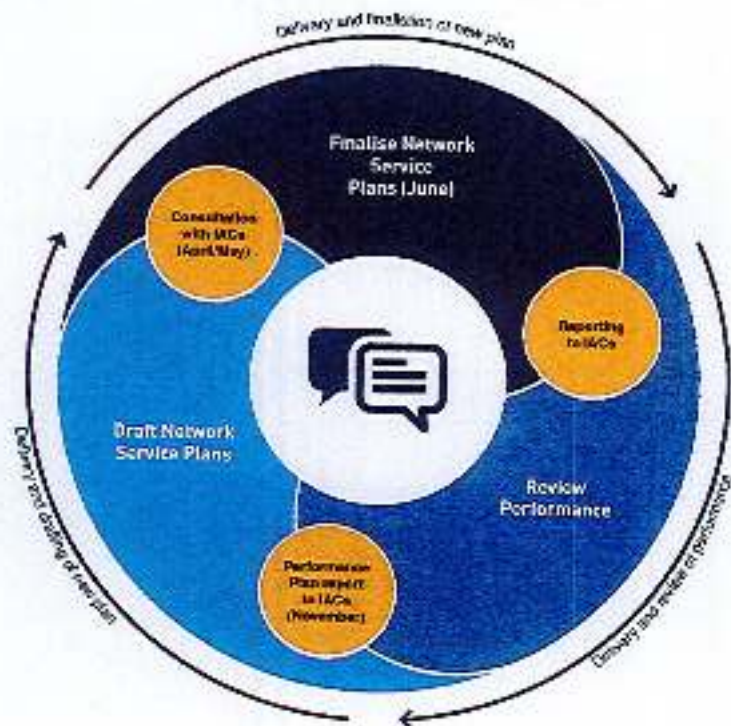 Delivery and finalistion of new plan
Finalise Network
Service
Plans (June)
Consultation
with IACs
(April/May)
Reporting
to IACs
Draft Network
Service Plans
Review
Performance
Performance
Plan report
to IACs
(November)
Delivery and drafting of new plan
Delivery and review of performance